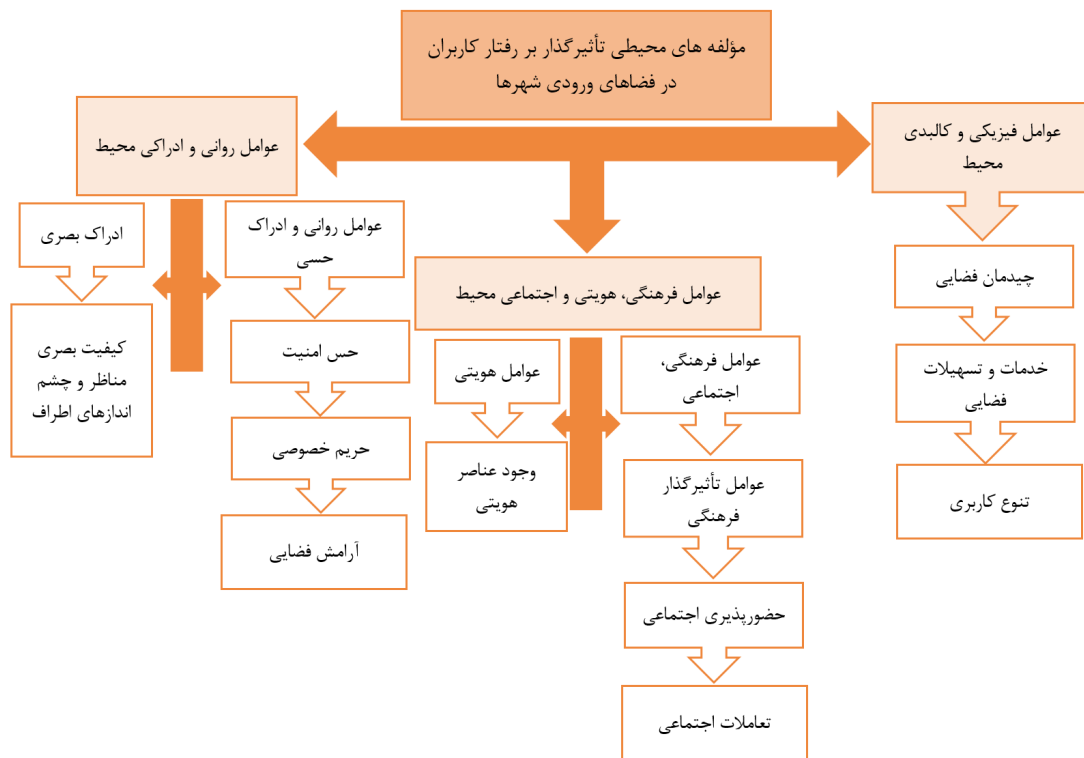 مؤلفه های محیطی تأثیرگذار بر رفتار کاربران
در فضاهای ورودی شهرها
عوامل فیزیکی و کالبدی
محیط
چیدمان فضایی
خدمات و تسهیلات
فضایی
تنوع کاربری
عوامل فرهنگی، هویتی و اجتماعی محیط
عوامل فرهنگی،
اجتماعی
عوامل تأثیرگذار
فرهنگی
حضورپذیری اجتماعی
تعاملات اجتماعی
عوامل هویتی
وجود عناصر
هویتی
عوامل روانی و ادراکی محیط
عوامل روانی و ادراک
حسی
حس امنیت
حریم خصوصی
آرامش فضایی
ادراک بصری
کیفیت بصری
مناظر و چشم
اندازهای اطراف